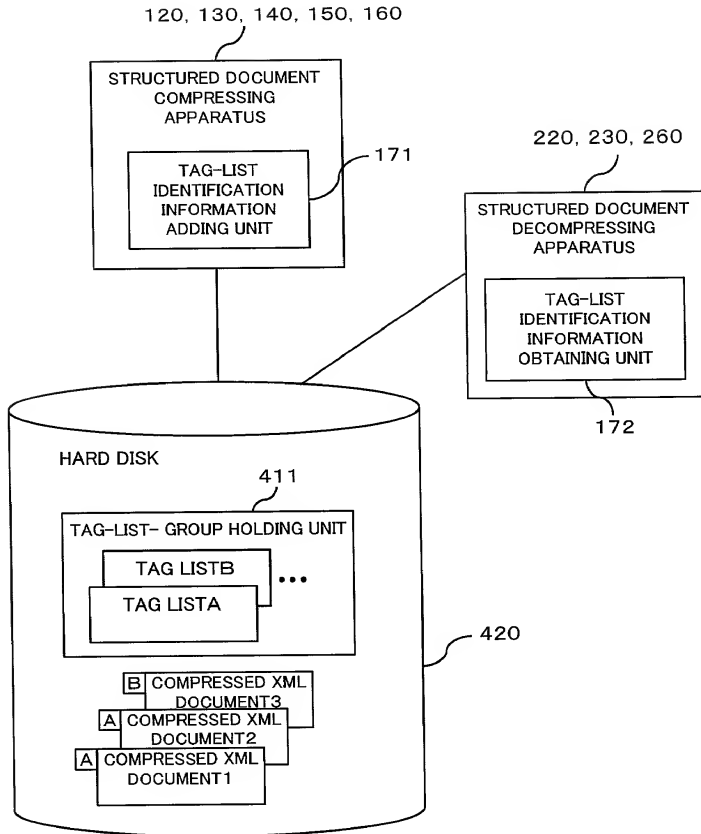 120, 130, 140, 150, 160
STRUCTURED DOCUMENT
COMPRESSING
APPARATUS
TAG-LIST
IDENTIFICATION
INFORMATION
ADDING UNIT
171
220, 230, 260
STRUCTURED DOCUMENT
DECOMPRESSING
APPARATUS
TAG-LIST
IDENTIFICATION
INFORMATION
OBTAINING UNIT
172
HARD DISK
411
TAG-LIST- GROUP HOLDING UNIT
TAG LISTB
TAG LISTA
420
B COMPRESSED XML
DOCUMENT3
A COMPRESSED XML
DOCUMENT2
A COMPRESSED XML
DOCUMENT1